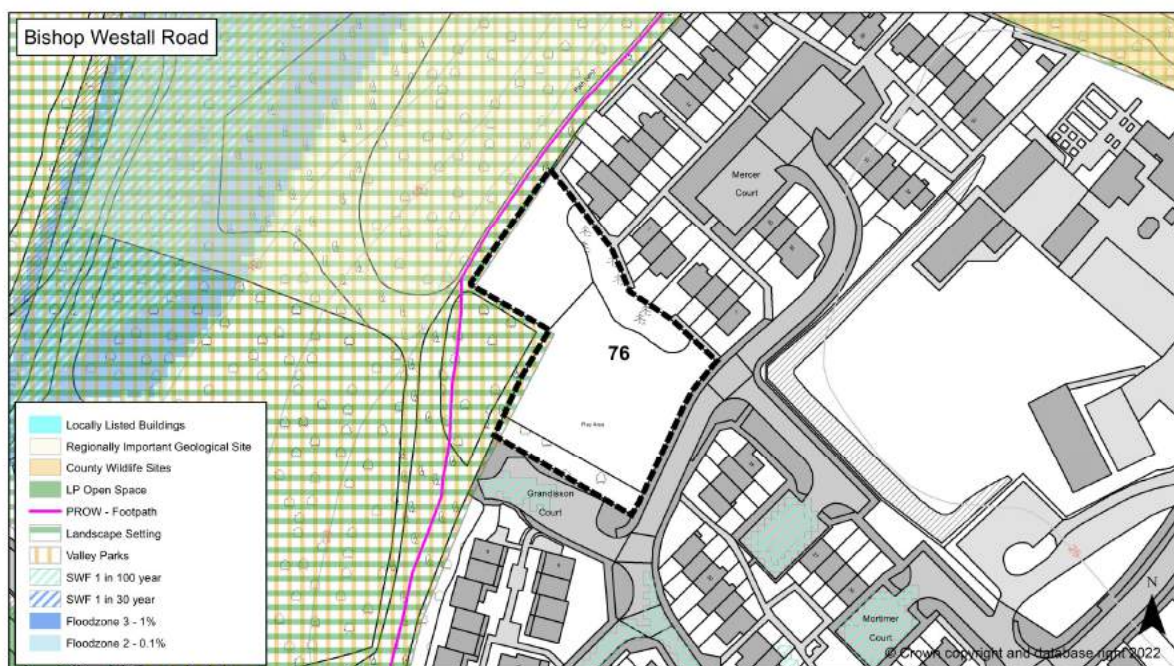 Bishop Westall Road
Path (um)
Mercer
Court
76
Play Area
Grandisson
Court
Mortimer
Court
Locally Listed Buildings
Regionally Important Geological Site
County Wildlife Sites
LP Open Space
PROW - Footpath
Landscape Setting
Valley Parks
SWF 1 in 100 year
SWF 1 in 30 year
Floodzone 3 - 1%
Floodzone 2 - 0.1%
N
© Crown copyright and database right 2022